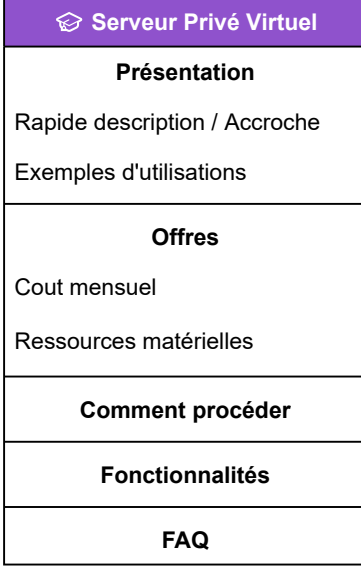 Serveur Privé Virtuel
Présentation
Rapide description / Accroche
Exemples d'utilisations
Offres
Cout mensuel
Ressources matérielles
Comment procéder
Fonctionnalités
FAQ